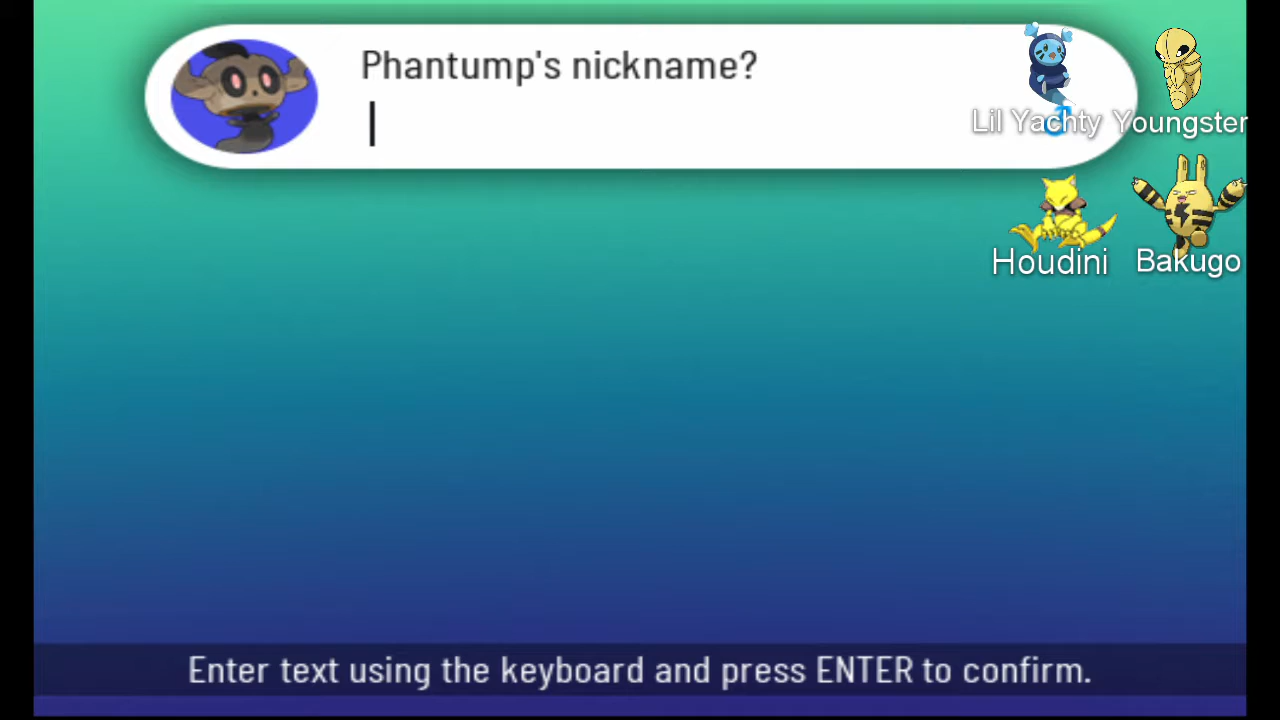 Phantump's nickname?
Lil Yachty Youngster
Houdini Bakugo
Enter text using the keyboard and press ENTER to confirm.